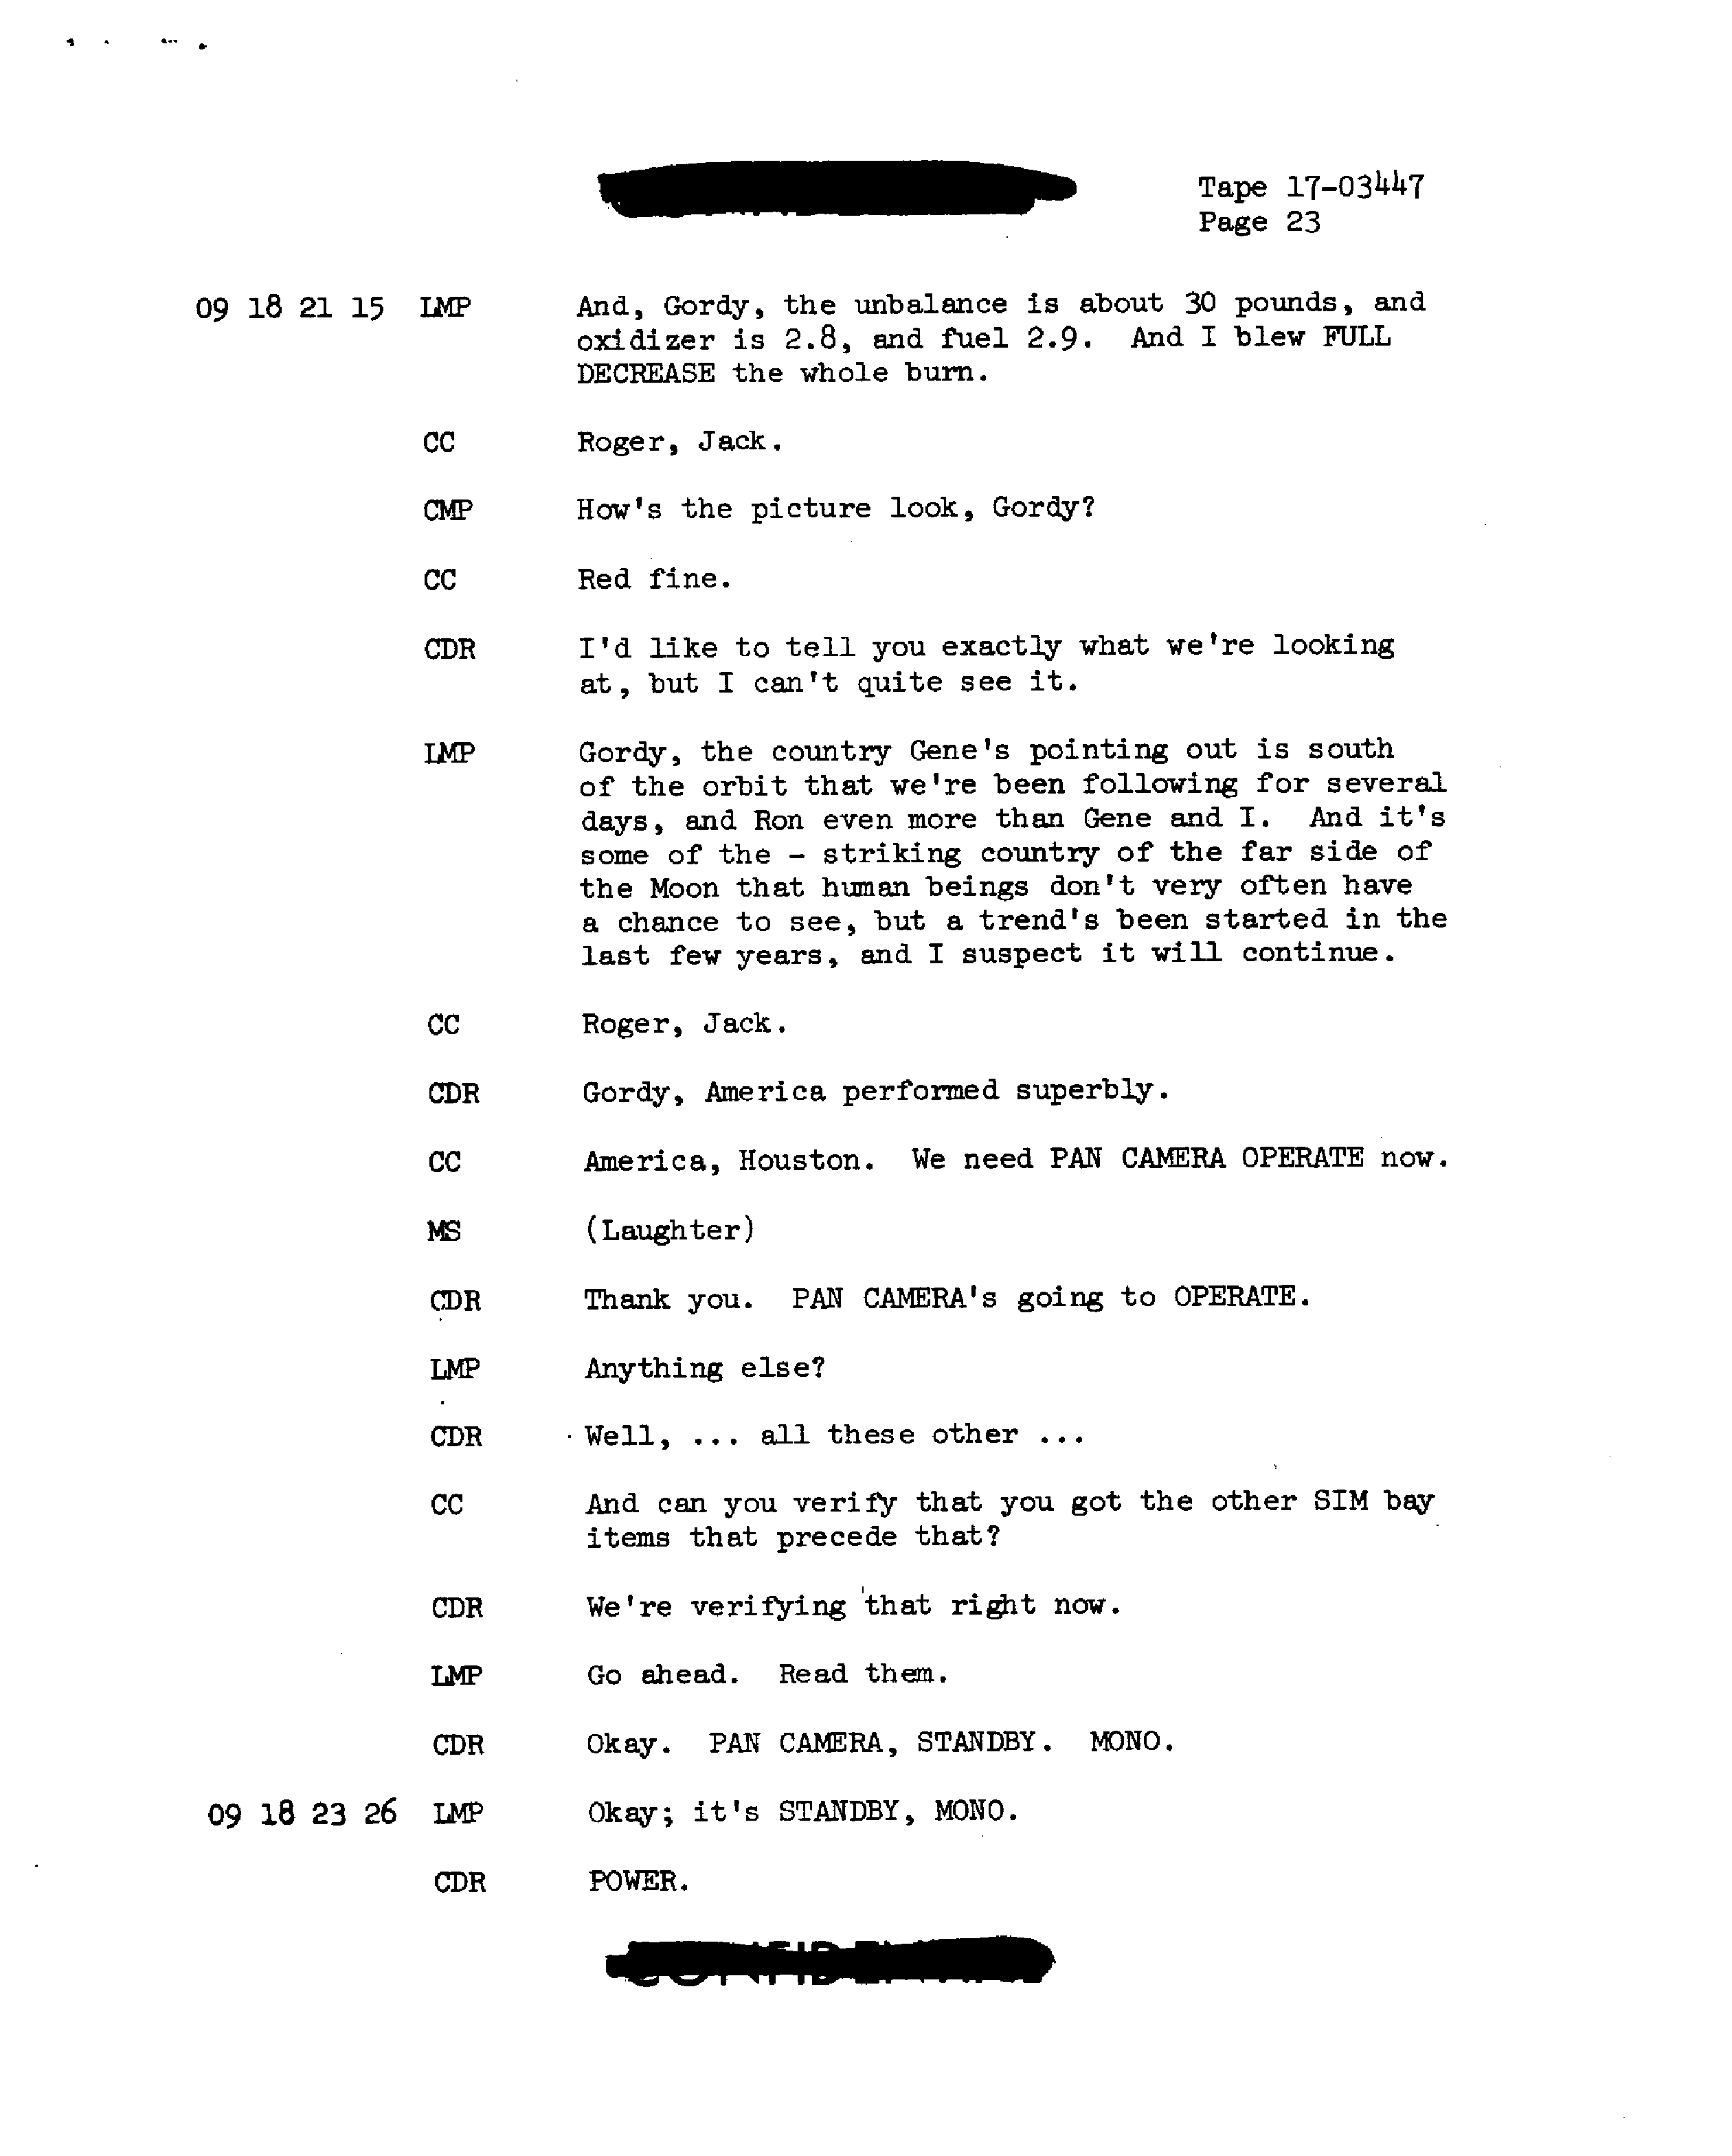 Tape 17-03447
Page 23
09 18 21 15 LMP And, Gordy, the unbalance is about 30 pounds, and
oxidizer is 2.8, and fuel 2.9. And I blew FULL
DECREASE the whole burn.
CC Roger, Jack.
CMP How's the picture look, Gordy?
CC Red fine.
CDR I'd like to tell you exactly what we're looking
at, but I can't quite see it.
LMP Gordy, the country Gene's pointing out is south
of the orbit that we're been following for several
days, and Ron even more than Gene and I. And it's
some of the - striking country of the far side of
the Moon that human beings don't very often have
a chance to see, but a trend's been started in the
last few years, and I suspect it will continue.
CC Roger, Jack.
CDR Gordy, America performed superbly.
CC America, Houston. We need PAN CAMERA OPERATE now.
MS (Laughter)
CDR Thank you. PAN CAMERA's going to OPERATE.
LMP Anything else?
CDR Well, ... all these other ...
CC And can you verify that you got the other SIM bay
items that precede that?
CDR We're verifying that right now.
LMP Go ahead. Read them.
CDR Okay. PAN CAMERA, STANDBY. MONO.
09 18 23 26 LMP Okay; it's STANDBY, MONO.
CDR POWER.